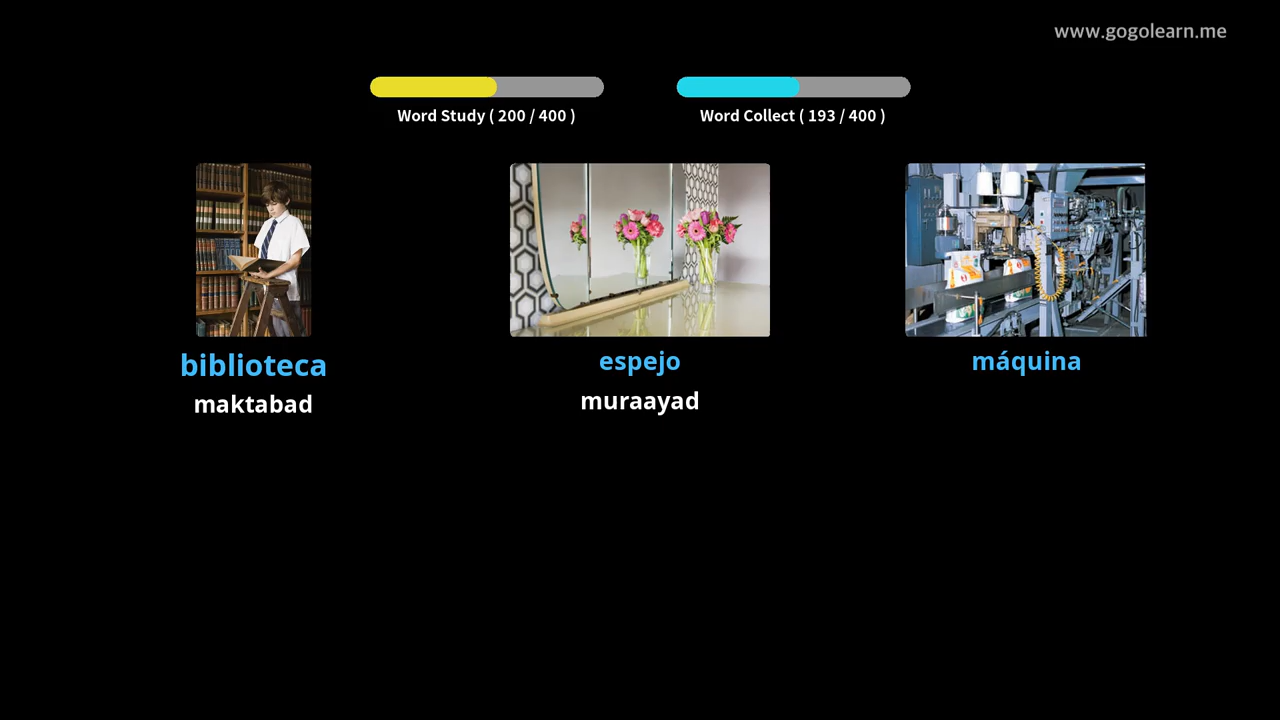 www.gogolearn.me
Word Study ( 200 / 400 )
Word Collect ( 193 / 400 )
biblioteca
maktabad
espejo
muraayad
máquina